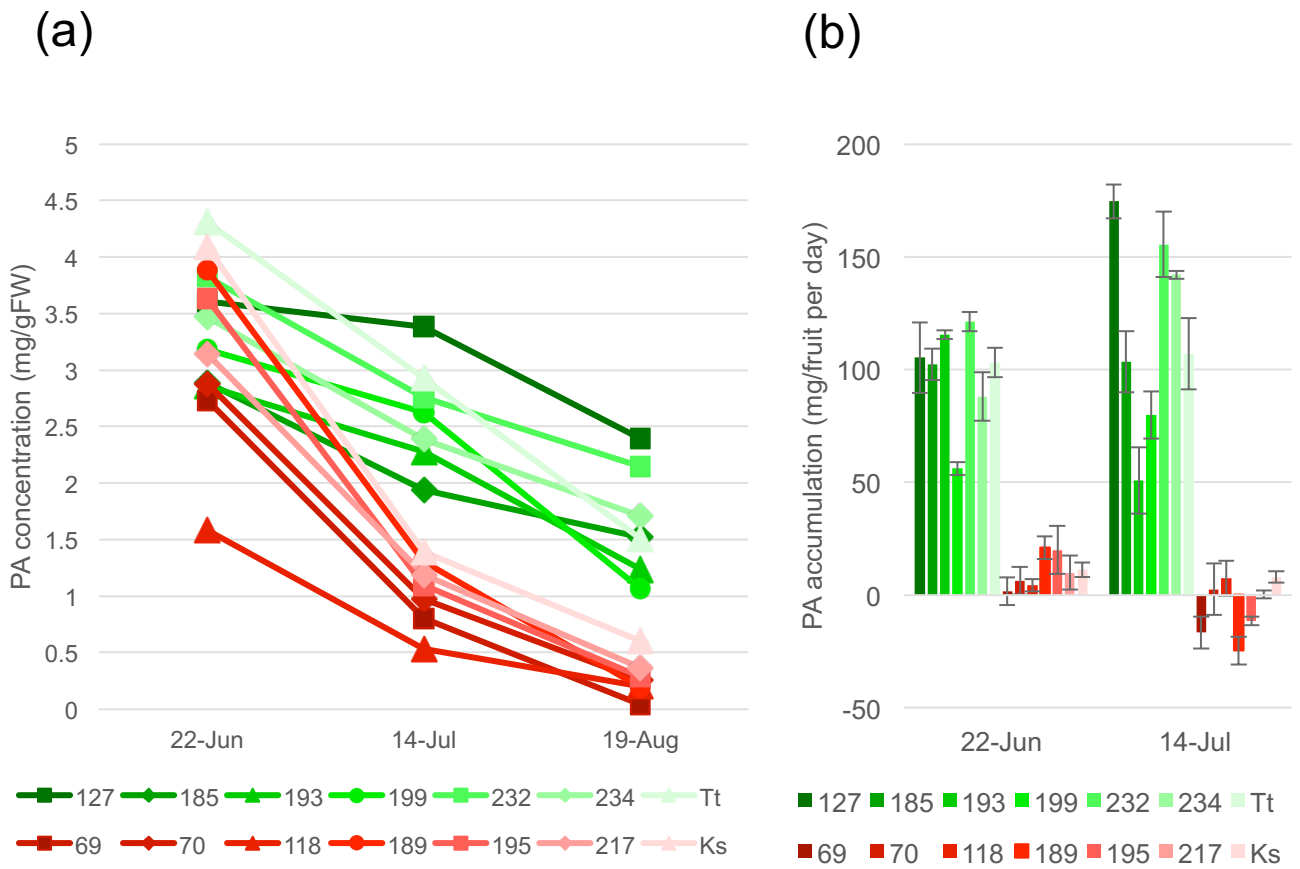 (a)
PA concentration (mg/gFW)
5
4.5
4
3.5
3
2.5
2
1.5
1
0.5
0
22-Jun 14-Jul 19-Aug
127 185 193 199 232 234 Tt
69 70 118 189 195 217 Ks
(b)
PA accumulation (mg/fruit per day)
200
150
100
50
0
-50
22-Jun 14-Jul
127 185 193 199 232 234 Tt
69 70 118 189 195 217 Ks